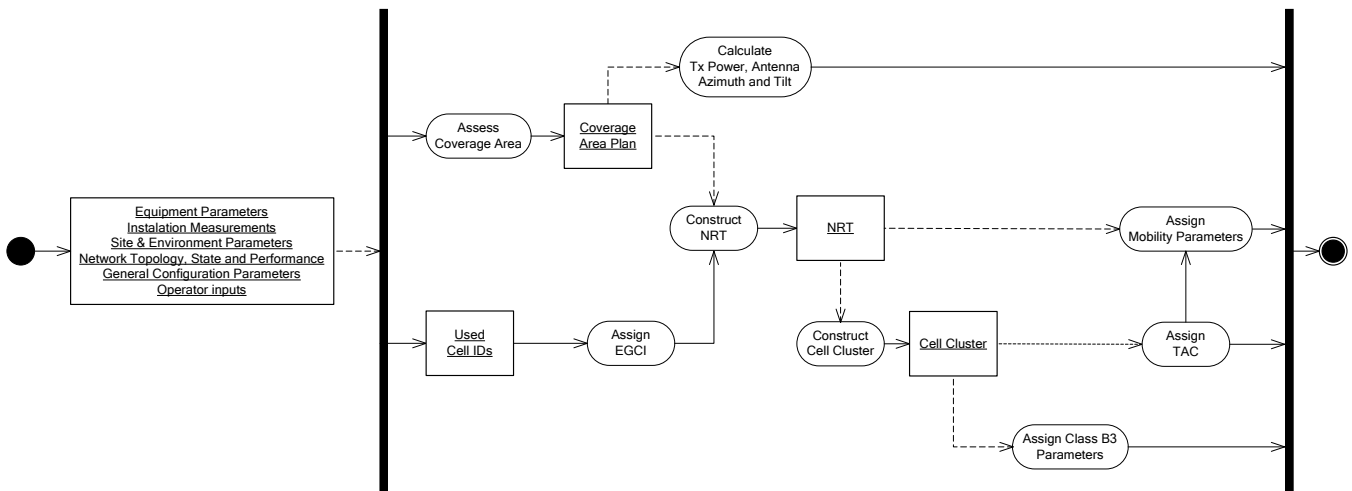 Equipment Parameters
Instalation Measurements
Site & Environment Parameters
Network Topology, State and Performance
General Configuration Parameters
Operator inputs
Assess
Coverage Area
Coverage
Area Plan
Calculate
Tx Power, Antenna
Azimuth and Tilt
Used
Cell IDs
Assign
EGCI
Construct
NRT
NRT
Construct
Cell Cluster
Cell Cluster
Assign
Mobility Parameters
Assign
TAC
Assign Class B3
Parameters